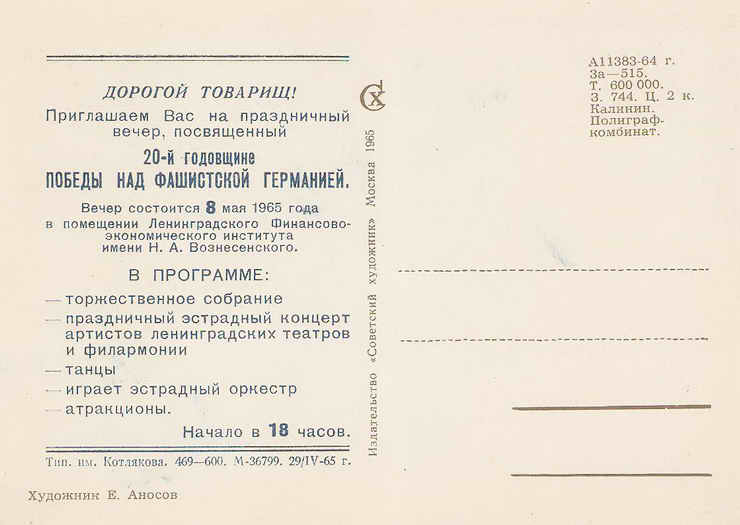 ДОРОГОЙ ТОВАРИЩ!
Приглашаем Вас на праздничный
вечер, посвященный
20-й годовщине
ПОБЕДЫ НАД ФАШИСТСКОЙ ГЕРМАНИЕЙ.
Вечер состоится 8 мая 1965 года
в помещении Ленинградского Финансово-
экономического института
имени Н. А. Вознесенского.
В ПРОГРАММЕ:
— торжественное собрание
— праздничный эстрадный концерт
артистов ленинградских театров
и филармонии
— танцы
— играет эстрадный оркестр
— атракционы.
Начало в 18 часов.
Тип. им. Котлякова. 469—600. М-36799. 29/IV-65 г.
Художник Е. Аносов
СХ
Издательство «Советский художник» Москва 1965
А11383-64 г.
За—515.
Т. 600 000.
З. 744. Ц. 2 к.
Калинин.
Полиграф-
комбинат.